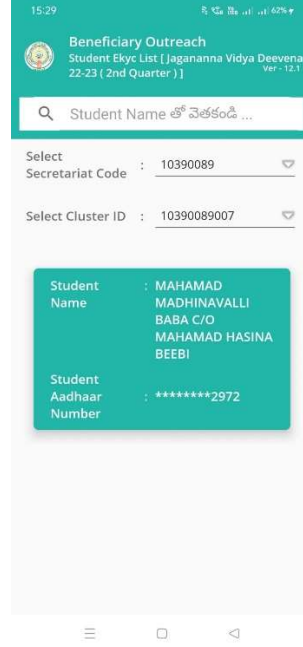 15:29
62%
Beneficiary Outreach
Student Ekyc List [ Jagananna Vidya Deevena
22-23 ( 2nd Quarter ) ]
Ver - 12.1
Student Name తో వెతకండి ...
Select
Secretariat Code : 10390089
Select Cluster ID : 10390089007
Student Name : MAHAMAD
MADHINAVALLI
BABA C/O
MAHAMAD HASINA
BEEBI
Student
Aadhaar
Number : ********2972